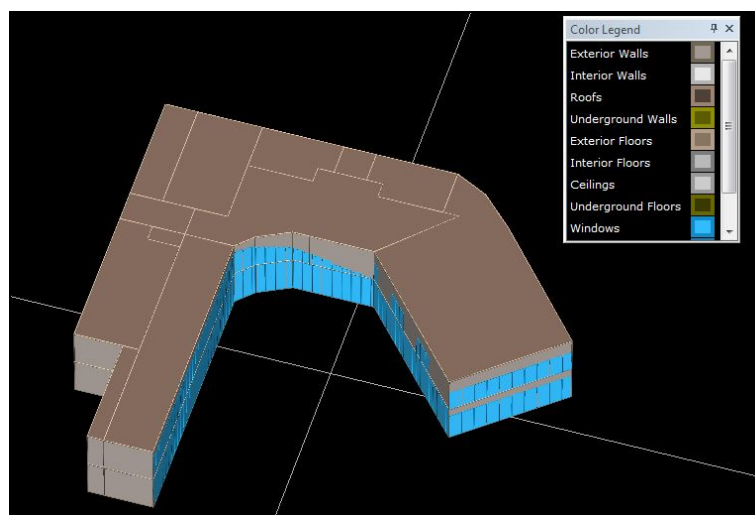 Color Legend
Exterior Walls
Interior Walls
Roofs
Underground Walls
Exterior Floors
Interior Floors
Ceilings
Underground Floors
Windows